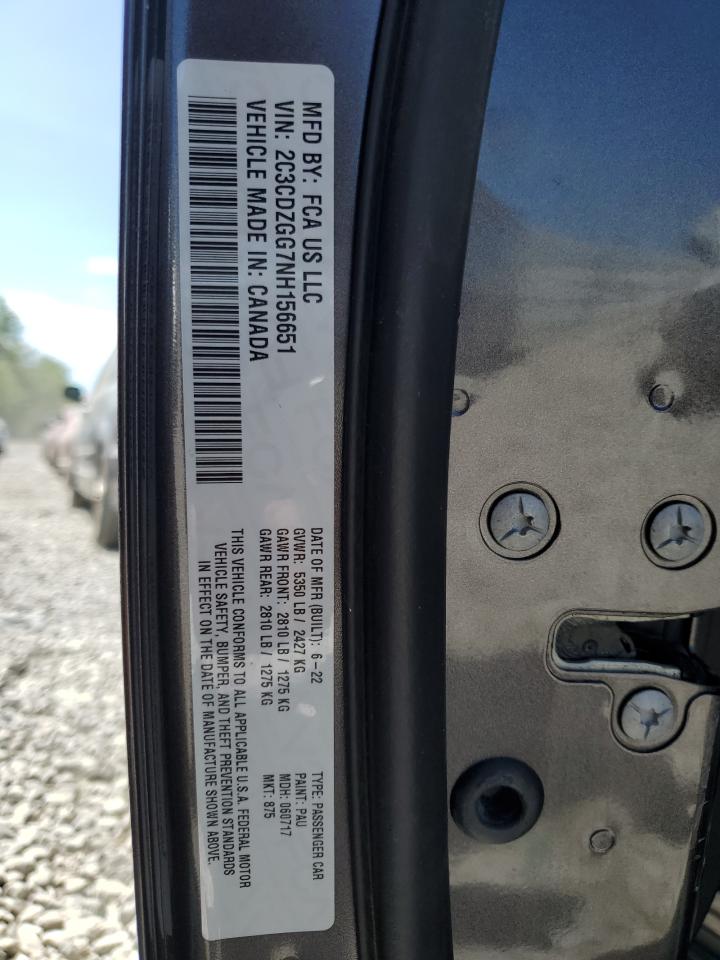 MFD BY: FCA US LLC
VIN: 2C3CDZGG7NH156651
VEHICLE MADE IN: CANADA
DATE OF MFR (BUILT): 6-22
GVWR: 5350 LB / 2427 KG
GAWR FRONT: 2810 LB / 1275 KG
GAWR REAR: 2810 LB / 1275 KG
TYPE: PASSENGER CAR
PAINT: PAU
MDH: 060717
MKT: 875
THIS VEHICLE CONFORMS TO ALL APPLICABLE U.S.A. FEDERAL MOTOR
VEHICLE SAFETY, BUMPER, AND THEFT PREVENTION STANDARDS
IN EFFECT ON THE DATE OF MANUFACTURE SHOWN ABOVE.